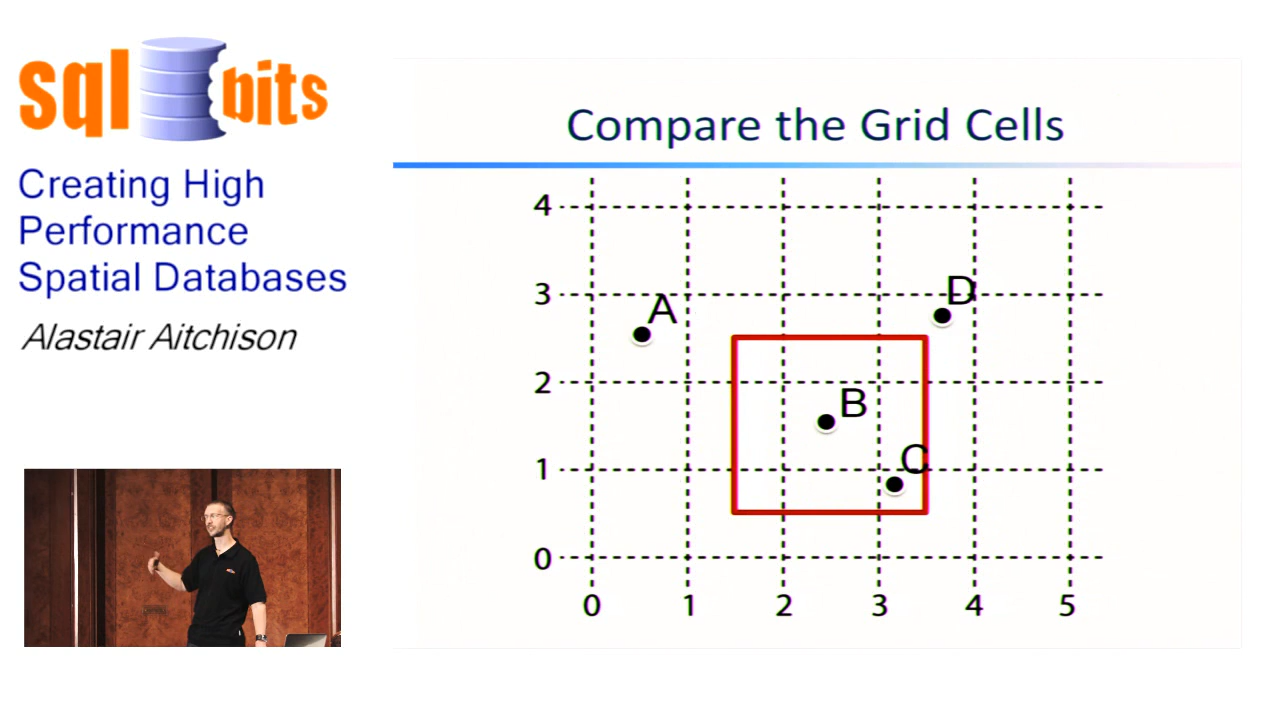 sql bits
Creating High
Performance
Spatial Databases
Alastair Aitchison
Compare the Grid Cells
4
3
2
1
0
A
D
B
C
0 1 2 3 4 5